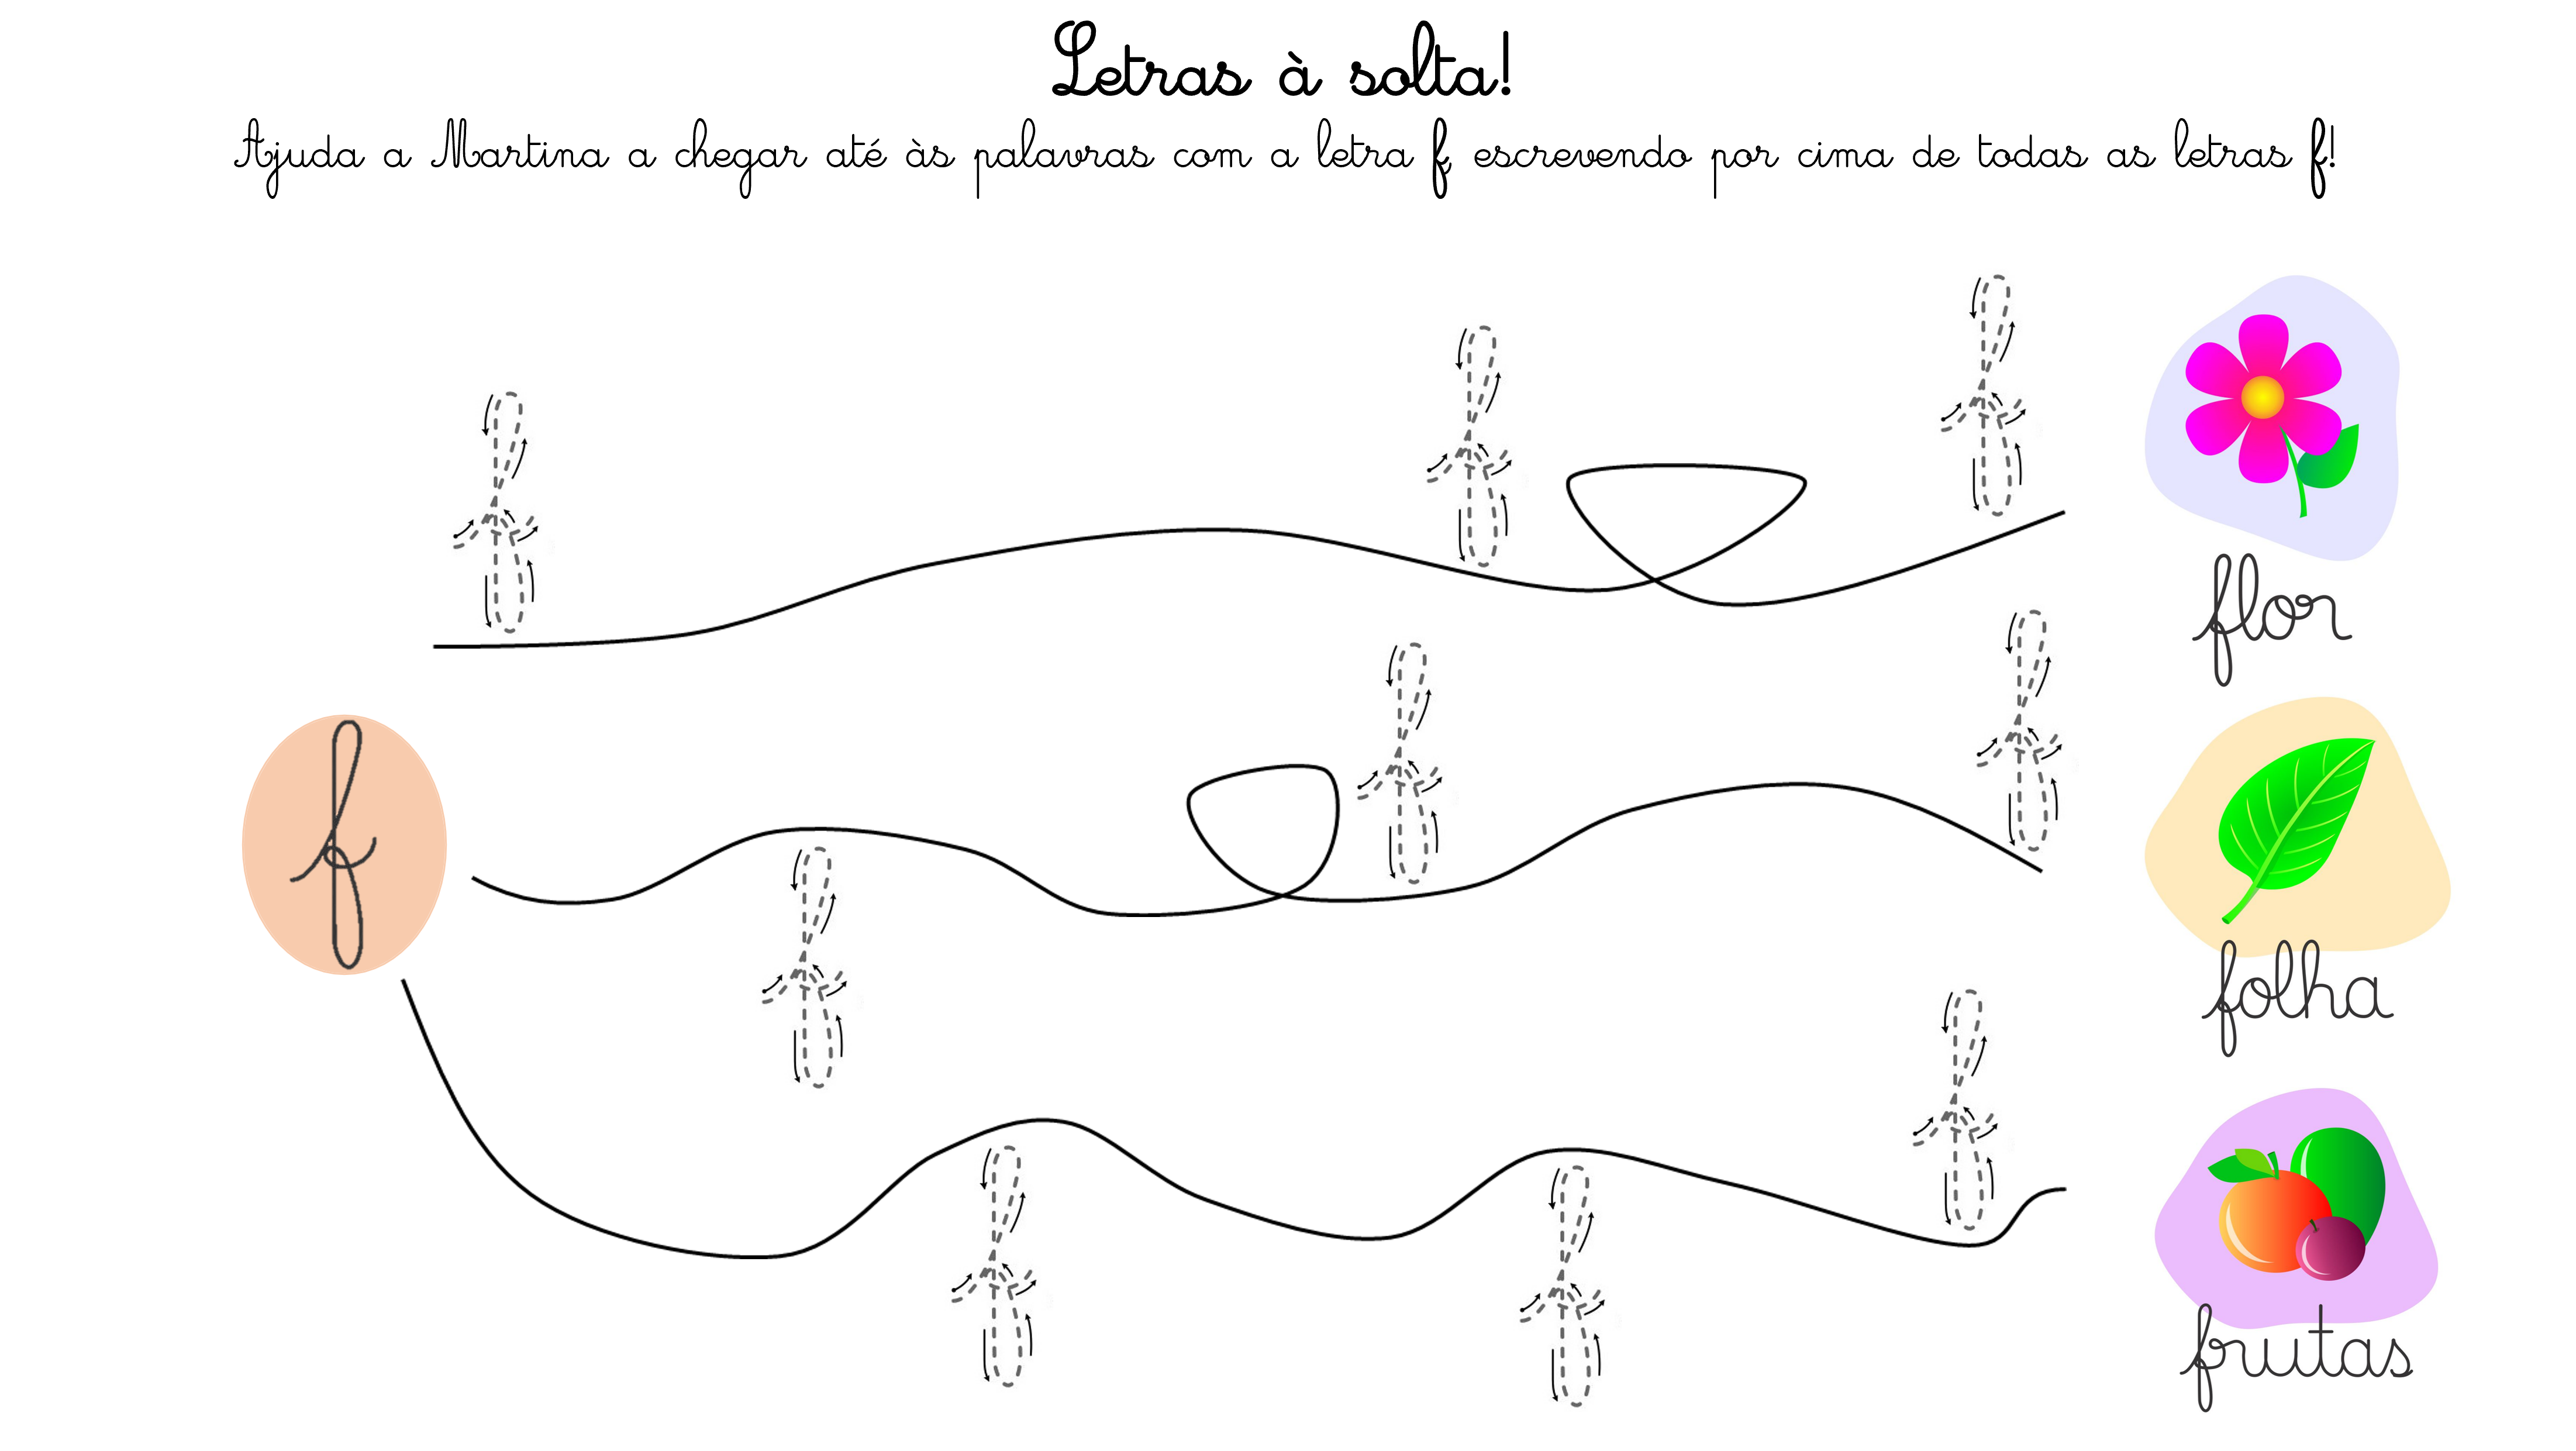 Letras à solta!
Ajuda a Martina a chegar até às palavras com a letra f, escrevendo por cima de todas as letras f!
f
f
f
flor
f
f
f
f
folha
f
f
f
frutas